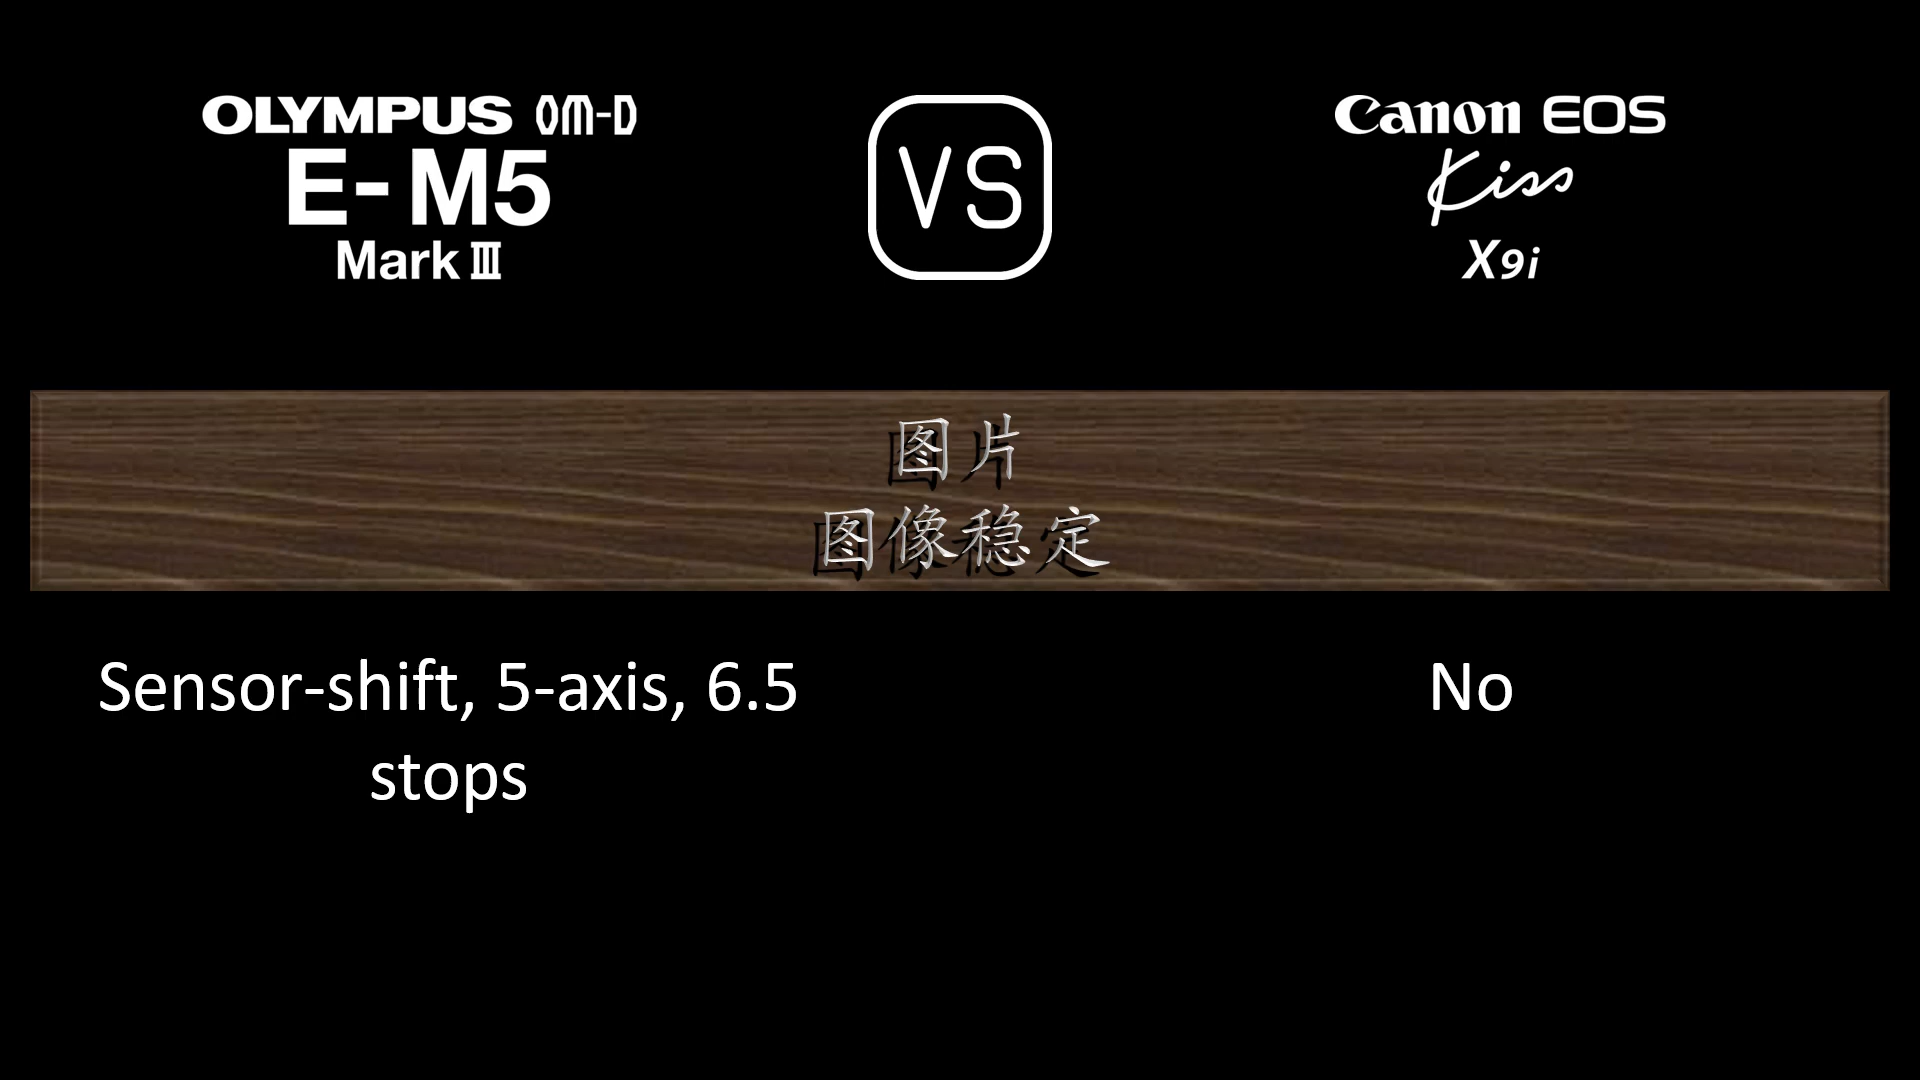 OLYMPUS OM-D
E-M5
Mark III
VS
Canon EOS
Kiss
X9i
图片
图像稳定
Sensor-shift, 5-axis, 6.5
stops
No